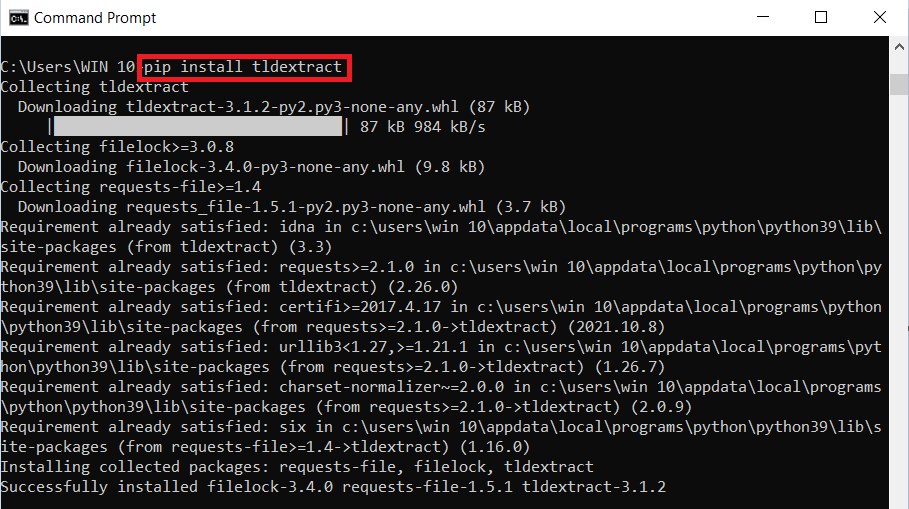 Command Prompt
C:\Users\WIN 10>pip install tldextract
Collecting tldextract
  Downloading tldextract-3.1.2-py2.py3-none-any.whl (87 kB)
     |                                | 87 kB 984 kB/s
Collecting filelock>=3.0.8
  Downloading filelock-3.4.0-py3-none-any.whl (9.8 kB)
Collecting requests-file>=1.4
  Downloading requests_file-1.5.1-py2.py3-none-any.whl (3.7 kB)
Requirement already satisfied: idna in c:\users\win 10\appdata\local\programs\python\python39\lib\
site-packages (from tldextract) (3.3)
Requirement already satisfied: requests>=2.1.0 in c:\users\win 10\appdata\local\programs\python\py
thon39\lib\site-packages (from tldextract) (2.26.0)
Requirement already satisfied: certifi>=2017.4.17 in c:\users\win 10\appdata\local\programs\python
\python39\lib\site-packages (from requests>=2.1.0->tldextract) (2021.10.8)
Requirement already satisfied: urllib3<1.27,>=1.21.1 in c:\users\win 10\appdata\local\programs\pyt
hon\python39\lib\site-packages (from requests>=2.1.0->tldextract) (1.26.7)
Requirement already satisfied: charset-normalizer~=2.0.0 in c:\users\win 10\appdata\local\programs
\python\python39\lib\site-packages (from requests>=2.1.0->tldextract) (2.0.9)
Requirement already satisfied: six in c:\users\win 10\appdata\local\programs\python\python39\lib\s
ite-packages (from requests-file>=1.4->tldextract) (1.16.0)
Installing collected packages: requests-file, filelock, tldextract
Successfully installed filelock-3.4.0 requests-file-1.5.1 tldextract-3.1.2